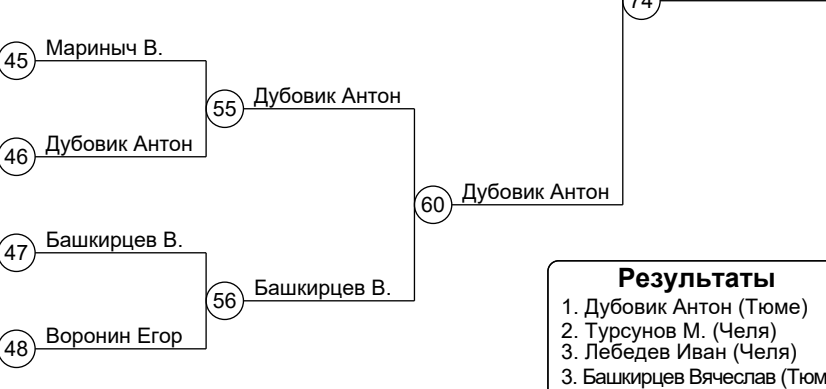 74
45 Мариныч В.
55 Дубовик Антон
46 Дубовик Антон
60 Дубовик Антон
47 Башкирцев В.
56 Башкирцев В.
48 Воронин Егор
Результаты
1. Дубовик Антон (Тюме)
2. Турсунов М. (Челя)
3. Лебедев Иван (Челя)
3. Башкирцев Вячеслав (Тюм